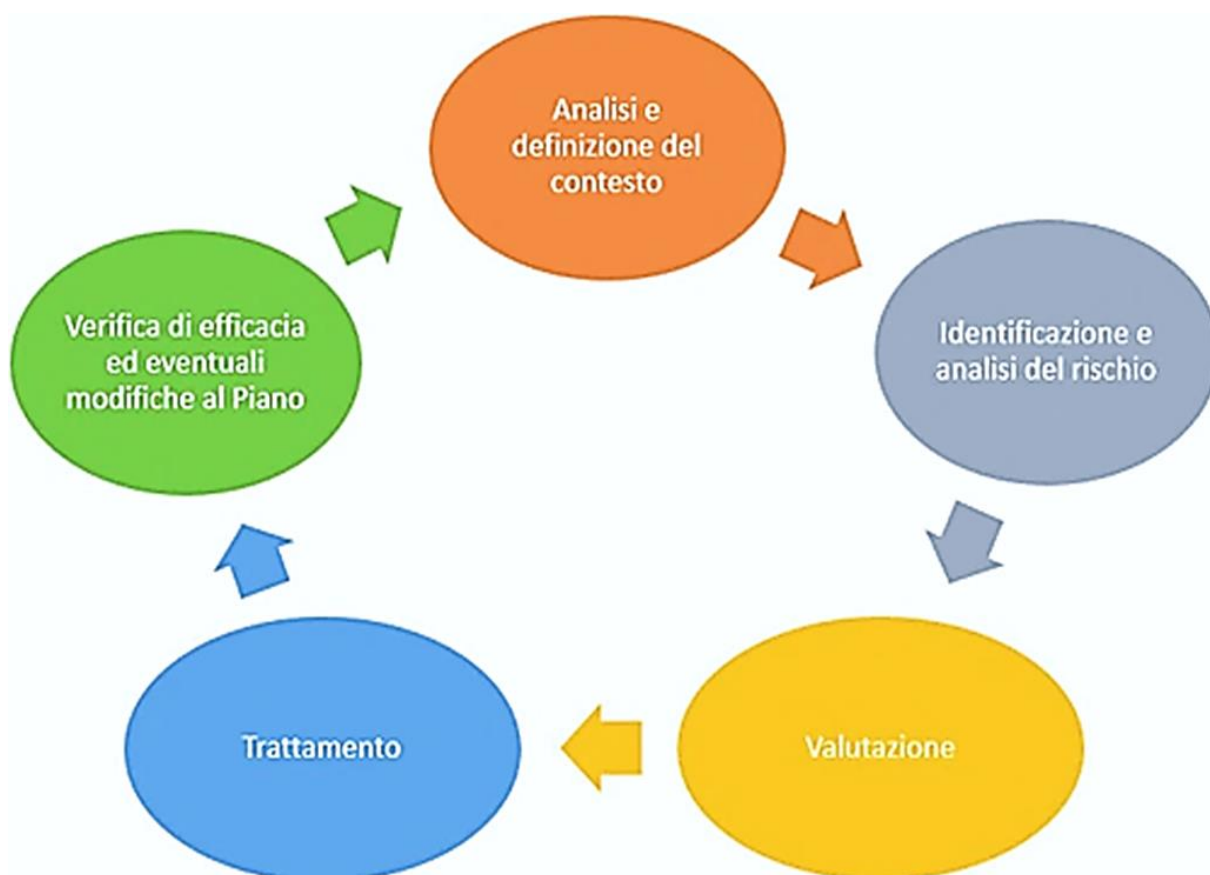 Analisi e
definizione del
contesto
Identificazione e
analisi del rischio
Valutazione
Trattamento
Verifica di efficacia
ed eventuali
modifiche al Piano